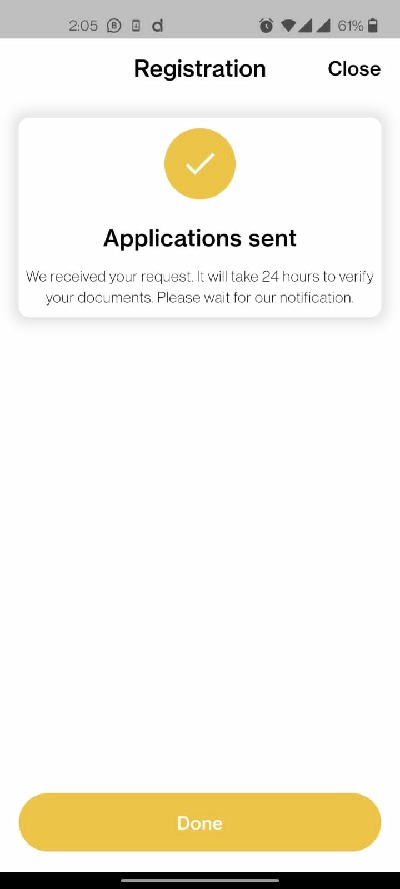 2:05 61%
Registration Close
Applications sent
We received your request. It will take 24 hours to verify
your documents. Please wait for our notification.
Done